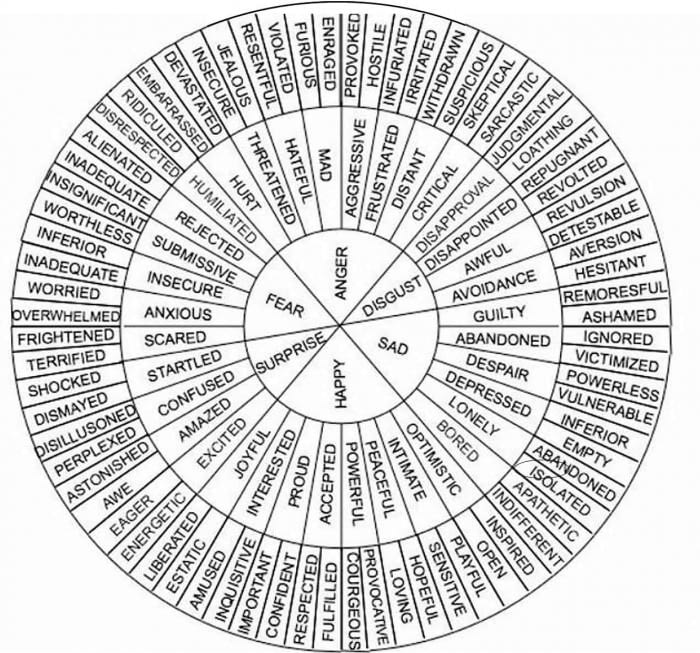 ANGER
DISGUST
SAD
HAPPY
SURPRISE
FEAR
MAD
AGGRESSIVE
FRUSTRATED
DISTANT
CRITICAL
DISAPPROVAL
DISAPPOINTED
AWFUL
AVOIDANCE
GUILTY
ABANDONED
DESPAIR
DEPRESSED
LONELY
BORED
OPTIMISTIC
INTIMATE
PEACEFUL
POWERFUL
ACCEPTED
PROUD
INTERESTED
JOYFUL
EXCITED
AMAZED
CONFUSED
STARTLED
SCARED
ANXIOUS
INSECURE
SUBMISSIVE
REJECTED
HUMILIATED
HURT
THREATENED
HATEFUL
ENRAGED
PROVOKED
HOSTILE
INFURIATED
IRRITATED
WITHDRAWN
SUSPICIOUS
SKEPTICAL
SARCASTIC
JUDGMENTAL
LOATHING
REPUGNANT
REVOLTED
REVULSION
DETESTABLE
AVERSION
HESITANT
REMORESFUL
ASHAMED
IGNORED
VICTIMIZED
POWERLESS
VULNERABLE
INFERIOR
EMPTY
ABANDONED
ISOLATED
APATHETIC
INDIFFERENT
INSPIRED
OPEN
PLAYFUL
SENSITIVE
HOPEFUL
LOVING
PROVOCATIVE
COURGEOUS
FULFILLED
RESPECTED
CONFIDENT
IMPORTANT
INQUISITIVE
AMUSED
ESTATIC
LIBERATED
ENERGETIC
EAGER
AWE
ASTONISHED
PERPLEXED
DISILLUSONED
DISMAYED
SHOCKED
TERRIFIED
FRIGHTENED
OVERWHELMED
WORRIED
INADEQUATE
INFERIOR
WORTHLESS
INSIGNIFICANT
INADEQUATE
ALIENATED
DISRESPECTED
RIDICULED
EMBARRASSED
DEVASTATED
INSECURE
JEALOUS
RESENTFUL
VIOLATED
FURIOUS